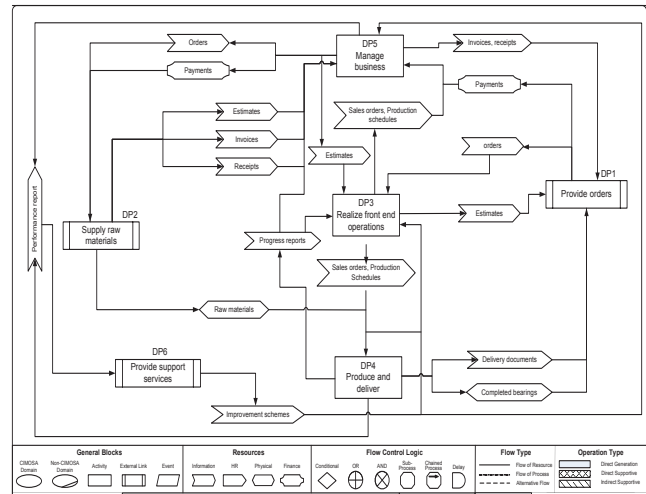 Orders
DP5
Manage
business
Invoices, receipts
Payments
Payments
Estimates
Sales orders, Production
schedules
Invoices
orders
Estimates
Receipts
DP1
Provide orders
Performance report
DP2
Supply raw
materials
DP3
Realize front end
operations
Estimates
Progress reports
Sales orders, Production
Schedules
Raw materials
DP6
Provide support
services
DP4
Produce and
deliver
Delivery documents
Completed bearings
Improvement schemes
General Blocks
Resources
Flow Control Logic
Flow Type
Operation Type
CIMOSA
Domain
Non-CIMOSA
Domain
Activity
External Link
Event
Information
HR
Physical
Finance
Conditional
OR
AND
Sub-
Process
Chained
Process
Delay
Flow of Resource
Flow of Process
Alternative Flow
Direct Generation
Direct Supportive
Indirect Supportive